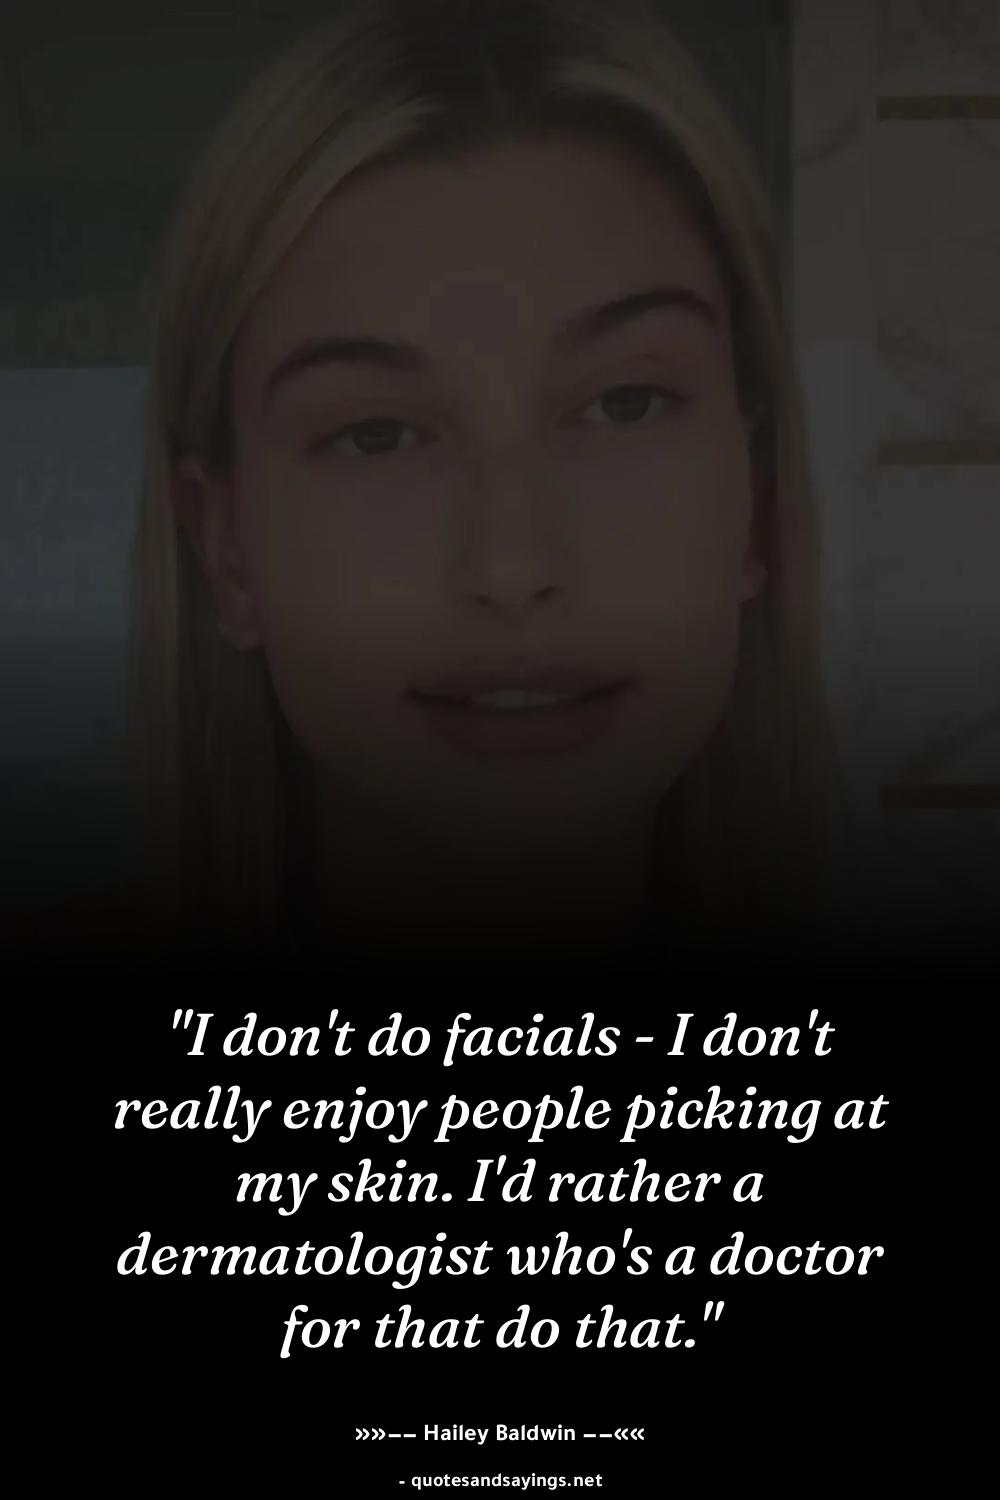 "I don't do facials - I don't
really enjoy people picking at
my skin. I'd rather a
dermatologist who's a doctor
for that do that."
»»-- Hailey Baldwin --««
- quotesandsayings.net